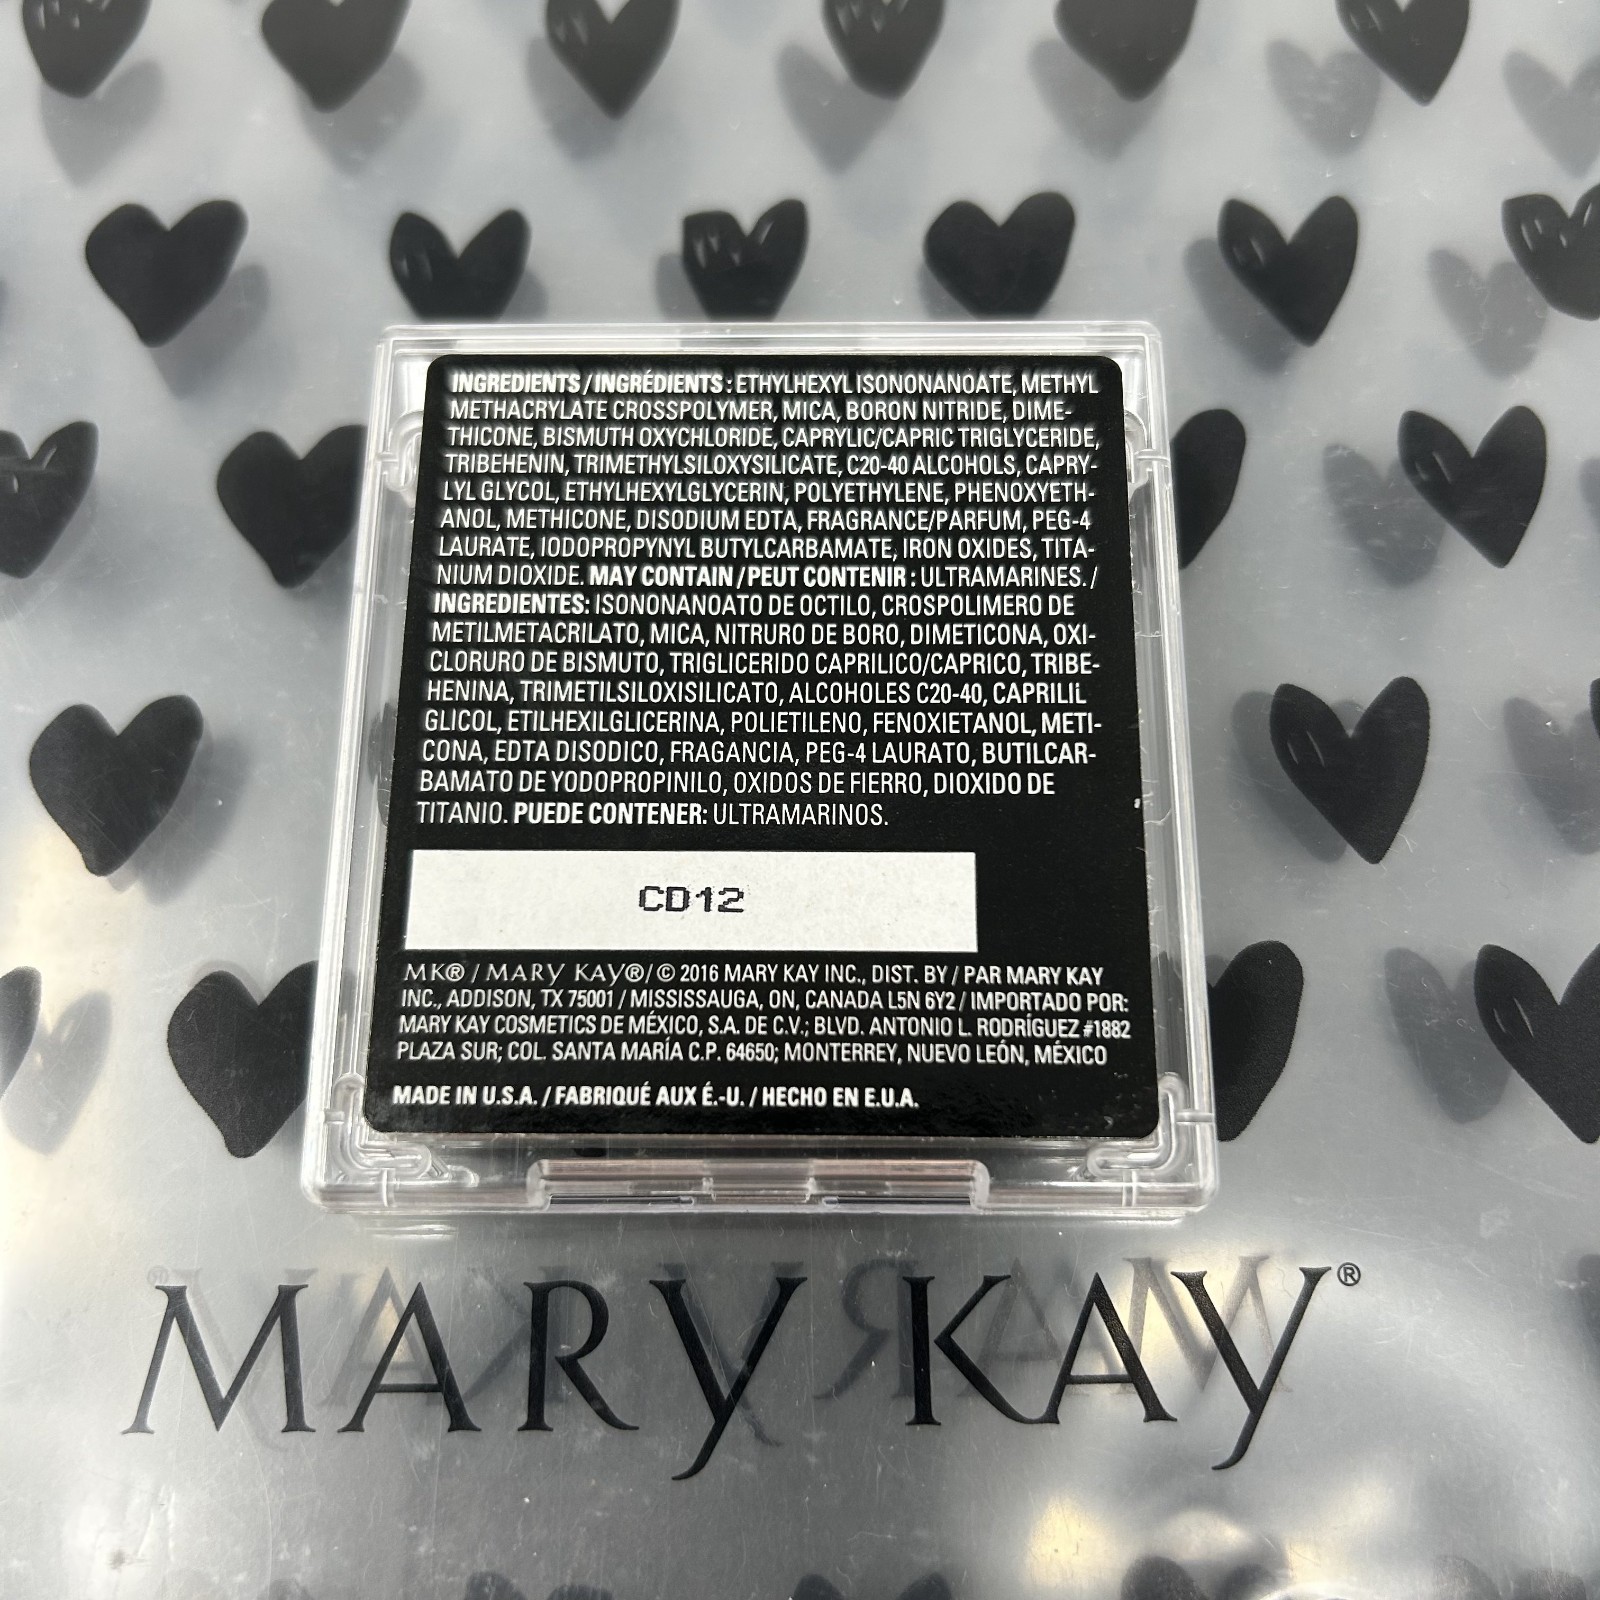 INGREDIENTS / INGRÉDIENTS : ETHYLHEXYL ISONONANOATE, METHYL
METHACRYLATE CROSSPOLYMER, MICA, BORON NITRIDE, DIME-
THICONE, BISMUTH OXYCHLORIDE, CAPRYLIC/CAPRIC TRIGLYCERIDE,
TRIBEHENIN, TRIMETHYLSILOXYSILICATE, C20-40 ALCOHOLS, CAPRY-
LYL GLYCOL, ETHYLHEXYLGLYCERIN, POLYETHYLENE, PHENOXYETH-
ANOL, METHICONE, DISODIUM EDTA, FRAGRANCE/PARFUM, PEG-4
LAURATE, IODOPROPYNYL BUTYLCARBAMATE, IRON OXIDES, TITA-
NIUM DIOXIDE. MAY CONTAIN / PEUT CONTENIR : ULTRAMARINES. /
INGREDIENTES: ISONONANOATO DE OCTILO, CROSPOLIMERO DE
METILMETACRILATO, MICA, NITRURO DE BORO, DIMETICONA, OXI-
CLORURO DE BISMUTO, TRIGLICERIDO CAPRILICO/CAPRICO, TRIBE-
HENINA, TRIMETILSILOXISILICATO, ALCOHOLES C20-40, CAPRILIL
GLICOL, ETILHEXILGLICERINA, POLIETILENO, FENOXIETANOL, METI-
CONA, EDTA DISODICO, FRAGANCIA, PEG-4 LAURATO, BUTILCAR-
BAMATO DE YODOPROPINILO, OXIDOS DE FIERRO, DIOXIDO DE
TITANIO. PUEDE CONTENER: ULTRAMARINOS.
CD12
MK® / MARY KAY® / © 2016 MARY KAY INC., DIST. BY / PAR MARY KAY
INC., ADDISON, TX 75001 / MISSISSAUGA, ON, CANADA L5N 6Y2 / IMPORTADO POR:
MARY KAY COSMETICS DE MÉXICO, S.A. DE C.V.; BLVD. ANTONIO L. RODRÍGUEZ #1882
PLAZA SUR; COL. SANTA MARÍA C.P. 64650; MONTERREY, NUEVO LEÓN, MÉXICO
MADE IN U.S.A. / FABRIQUÉ AUX É.-U. / HECHO EN E.U.A.
MARY KAY®